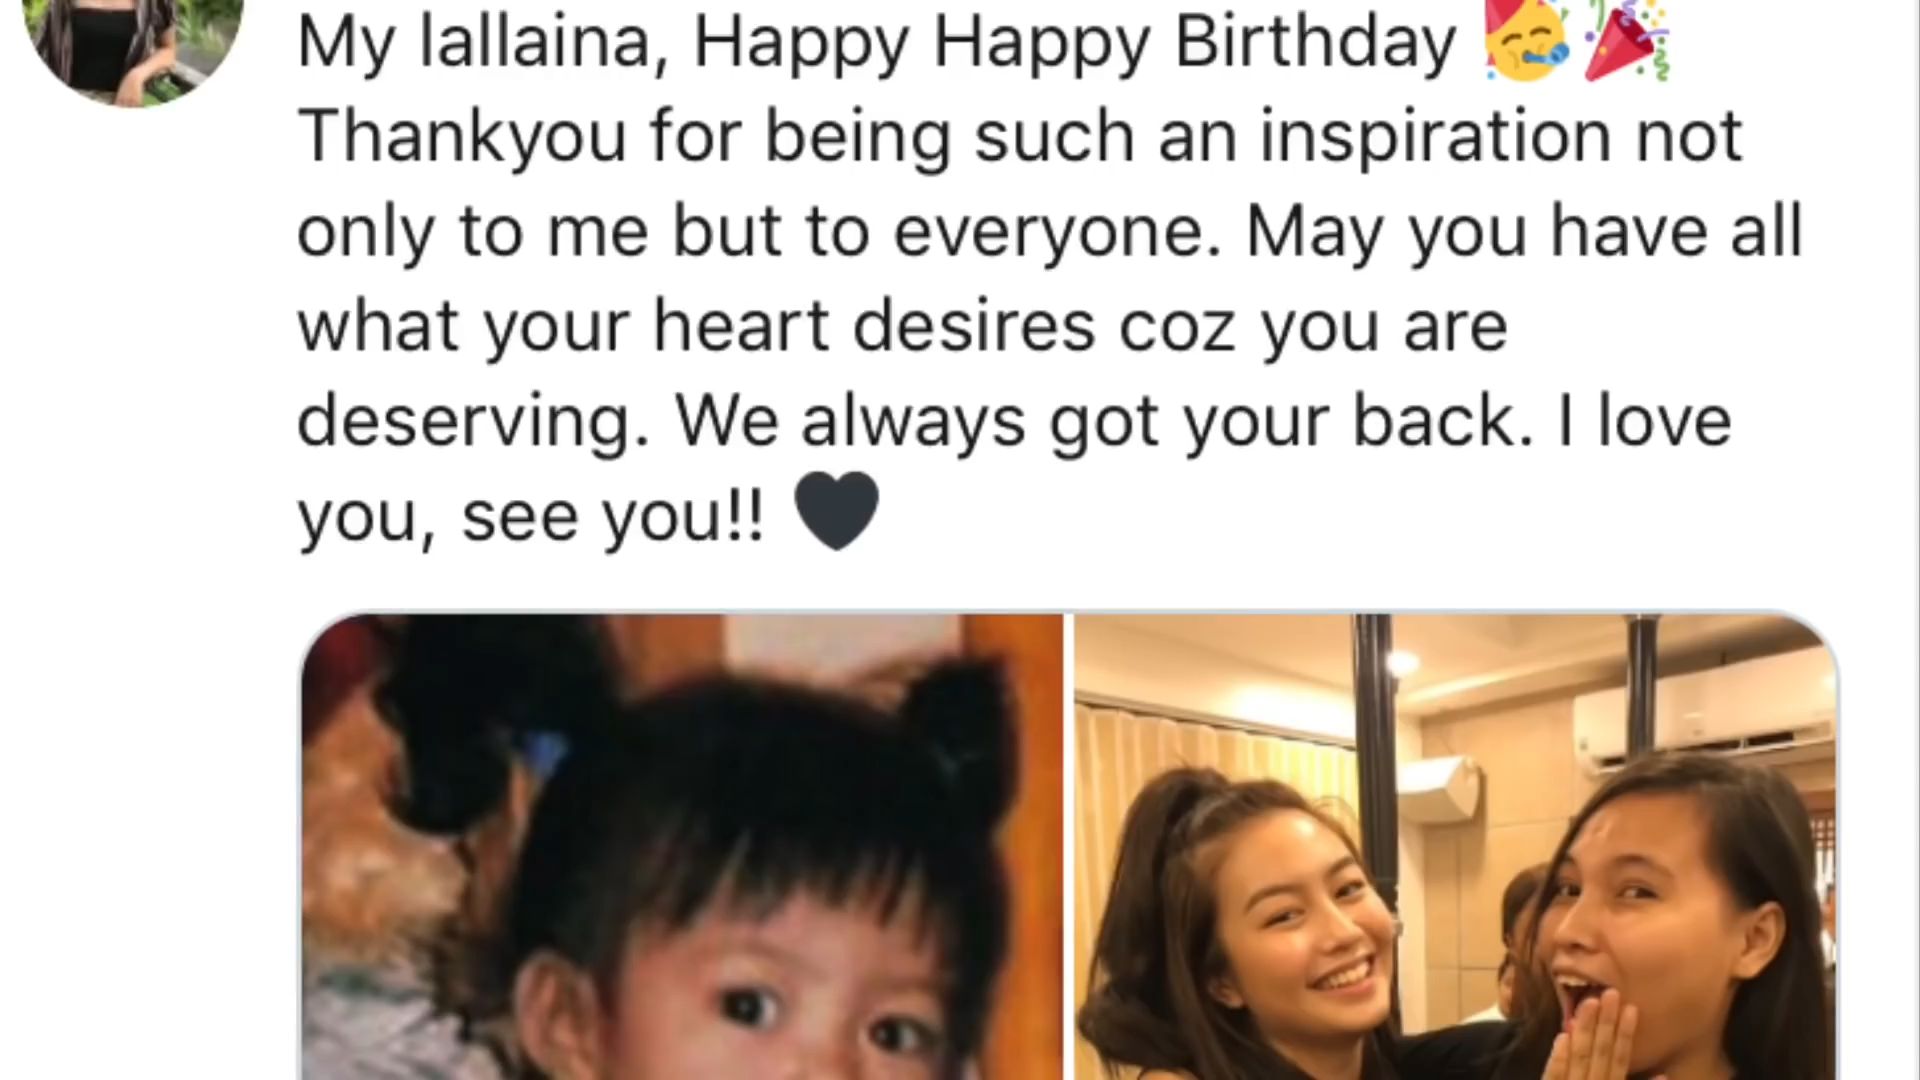 My lallaina, Happy Happy Birthday 🥳🎉
Thankyou for being such an inspiration not
only to me but to everyone. May you have all
what your heart desires coz you are
deserving. We always got your back. I love
you, see you!! 🖤